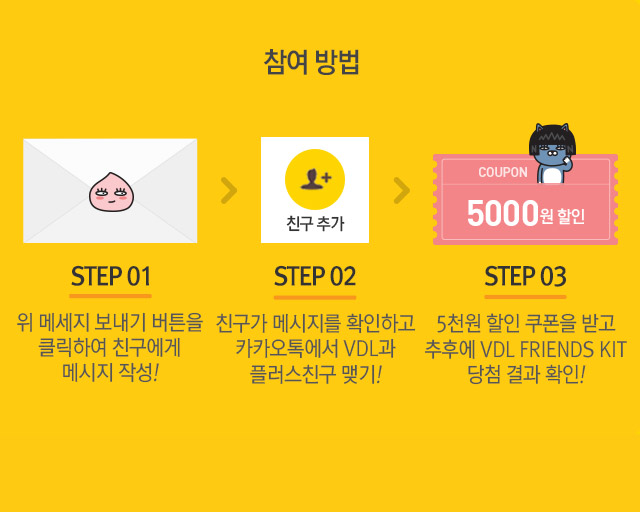 참여 방법
친구 추가
COUPON
5000원 할인
STEP 01
위 메세지 보내기 버튼을
클릭하여 친구에게
메시지 작성!
STEP 02
친구가 메시지를 확인하고
카카오톡에서 VDL과
플러스친구 맺기!
STEP 03
5천원 할인 쿠폰을 받고
추후에 VDL FRIENDS KIT
당첨 결과 확인!